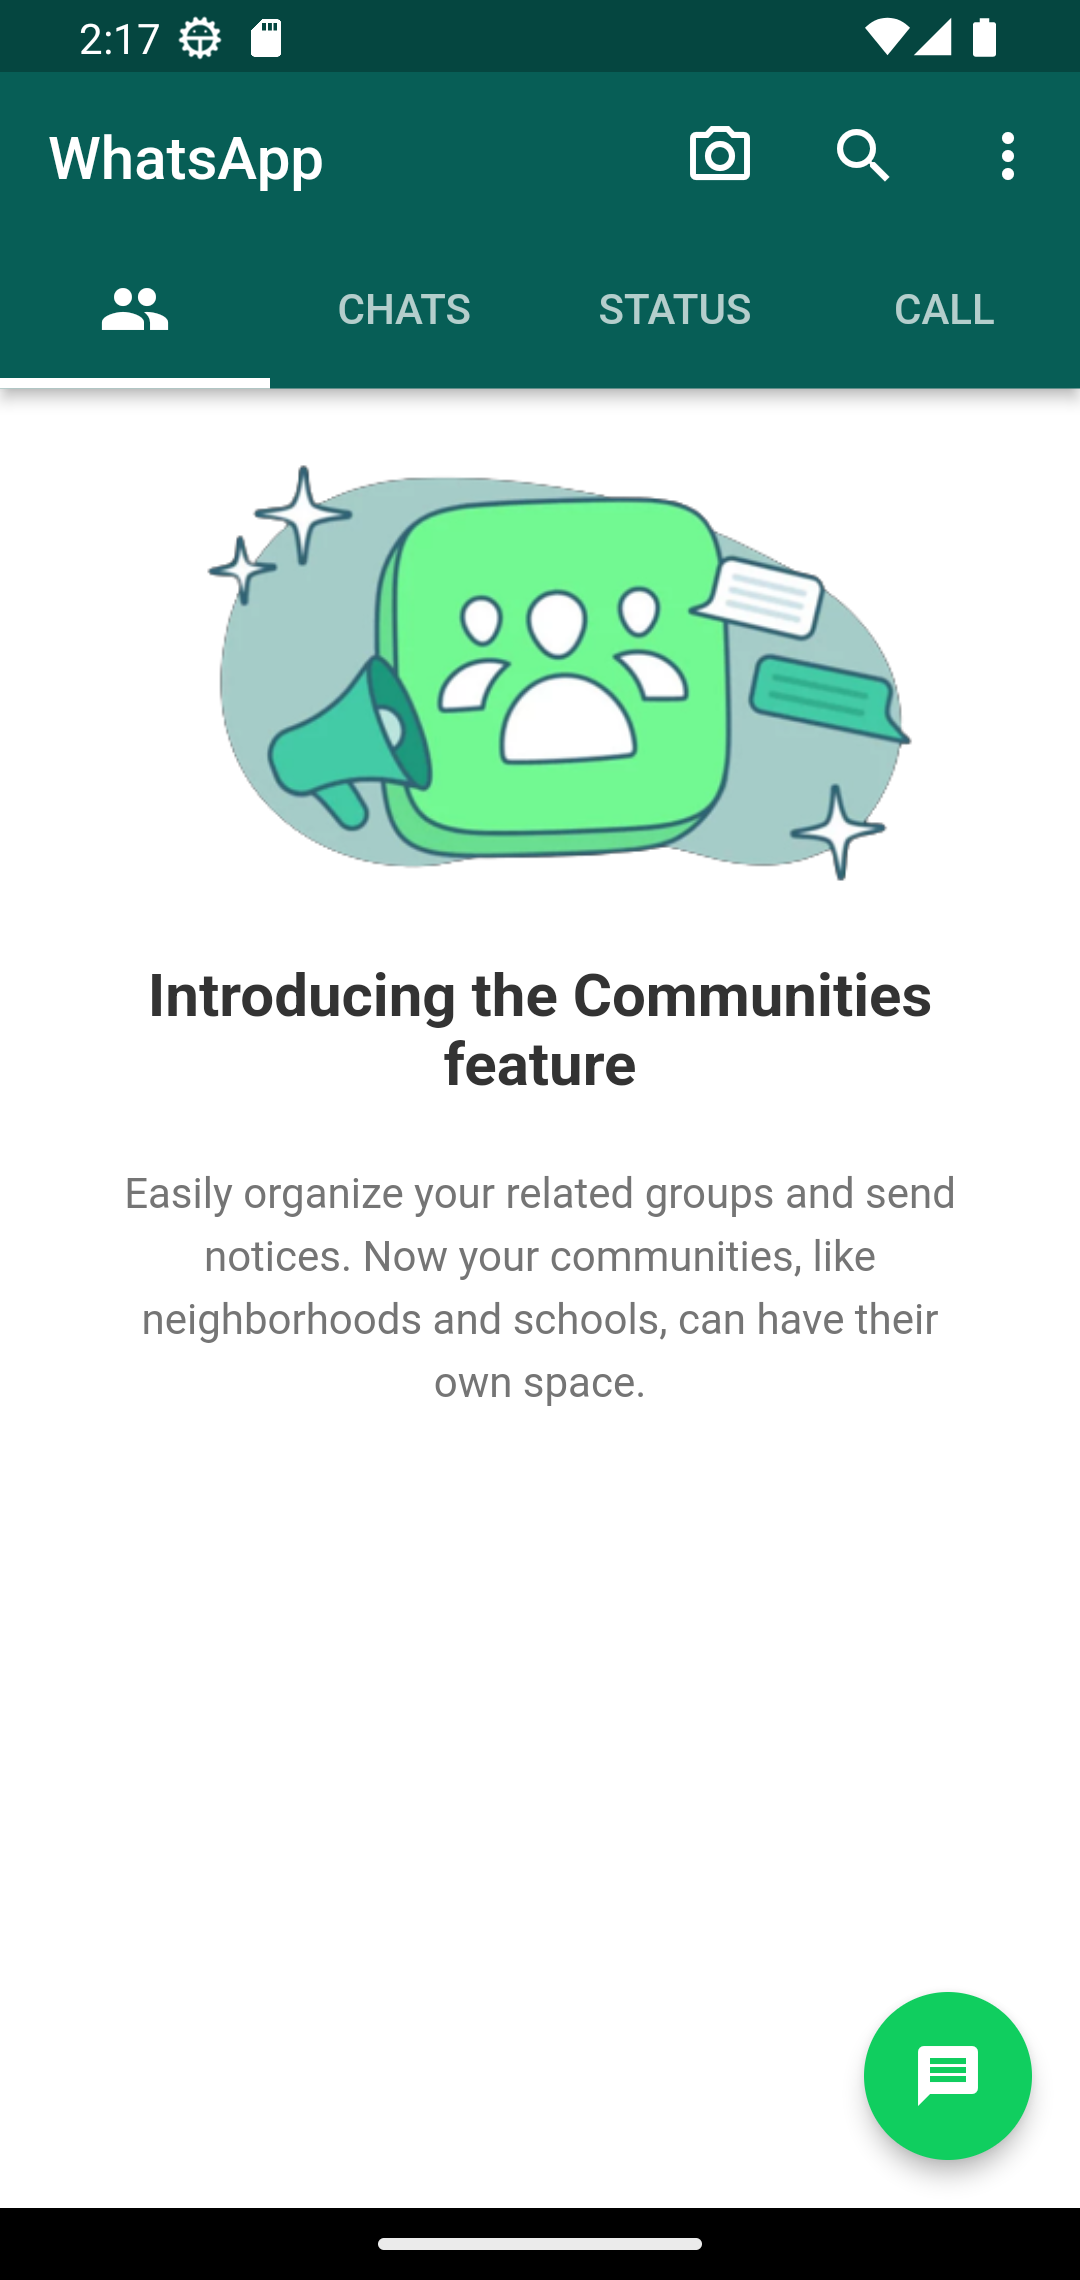 2:17
WhatsApp
CHATS
STATUS
CALL
Introducing the Communities
feature
Easily organize your related groups and send
notices. Now your communities, like
neighborhoods and schools, can have their
own space.